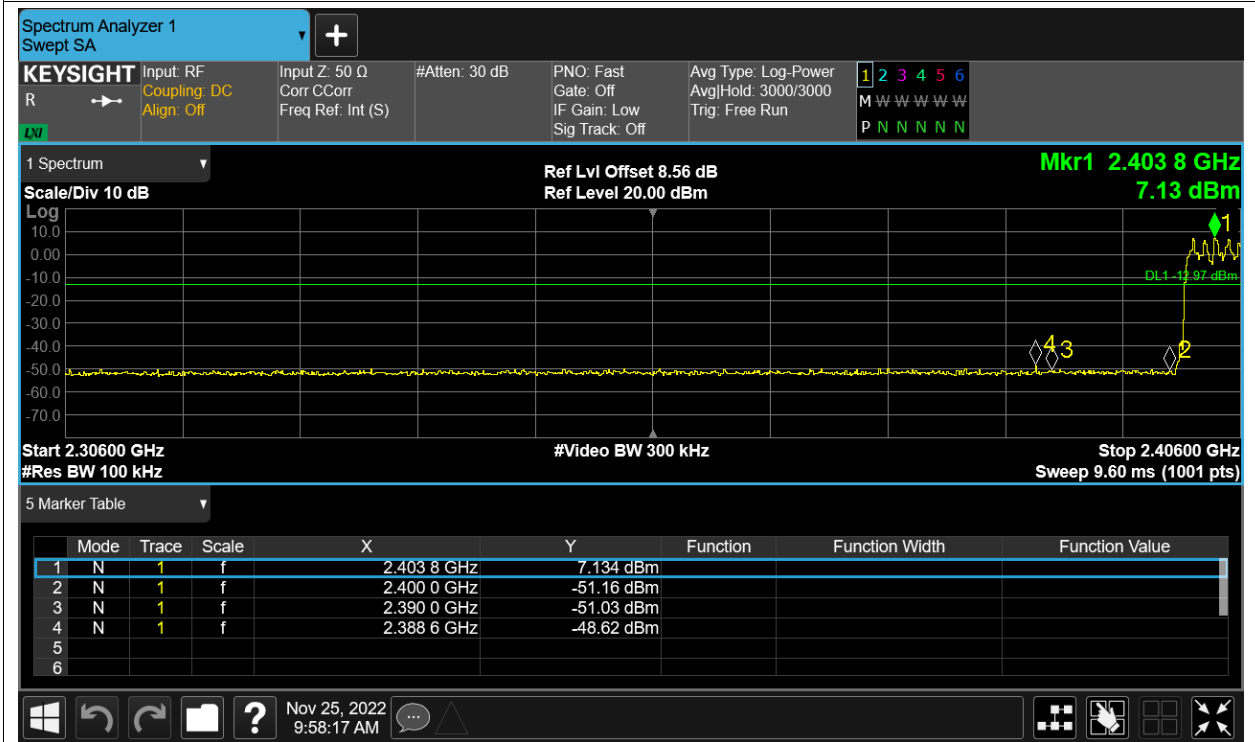 Spectrum Analyzer 1
Swept SA
+
KEYSIGHT
R
LXI
Input: RF
Coupling: DC
Align: Off
Input Z: 50 Ω
Corr CCorr
Freq Ref: Int (S)
#Atten: 30 dB
PNO: Fast
Gate: Off
IF Gain: Low
Sig Track: Off
Avg Type: Log-Power
Avg|Hold: 3000/3000
Trig: Free Run
1 2 3 4 5 6
M W W W W W
P N N N N N
1 Spectrum
Scale/Div 10 dB
Ref Lvl Offset 8.56 dB
Ref Level 20.00 dBm
Mkr1 2.403 8 GHz
7.13 dBm
Log
10.0
0.00
-10.0
-20.0
-30.0
-40.0
-50.0
-60.0
-70.0
1
DL1 -12.97 dBm
4 3 2
Start 2.30600 GHz #Video BW 300 kHz Stop 2.40600 GHz
#Res BW 100 kHz Sweep 9.60 ms (1001 pts)
5 Marker Table
Mode Trace Scale X Y Function Function Width Function Value
1 N 1 f 2.403 8 GHz 7.134 dBm
2 N 1 f 2.400 0 GHz -51.16 dBm
3 N 1 f 2.390 0 GHz -51.03 dBm
4 N 1 f 2.388 6 GHz -48.62 dBm
5
6
?
Nov 25, 2022
9:58:17 AM